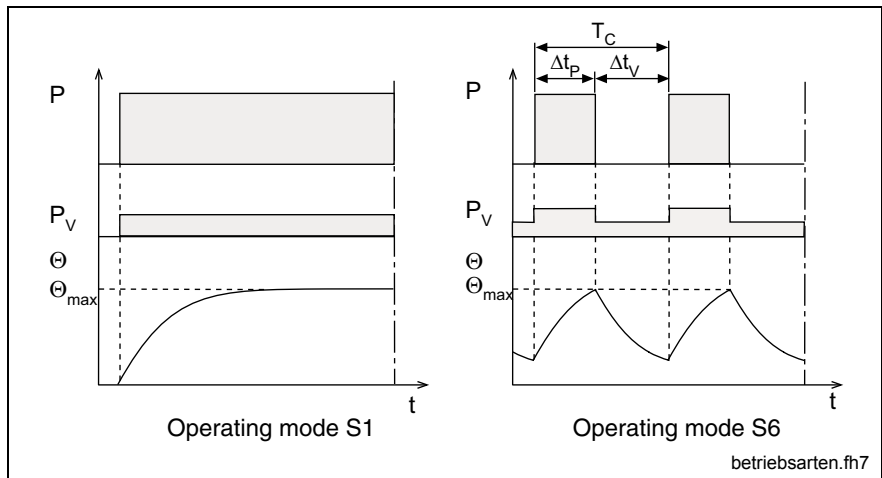 P
P_V
Θ
Θ_max
t
Operating mode S1
T_C
Δt_P Δt_V
P
P_V
Θ
Θ_max
t
Operating mode S6
betriebsarten.fh7